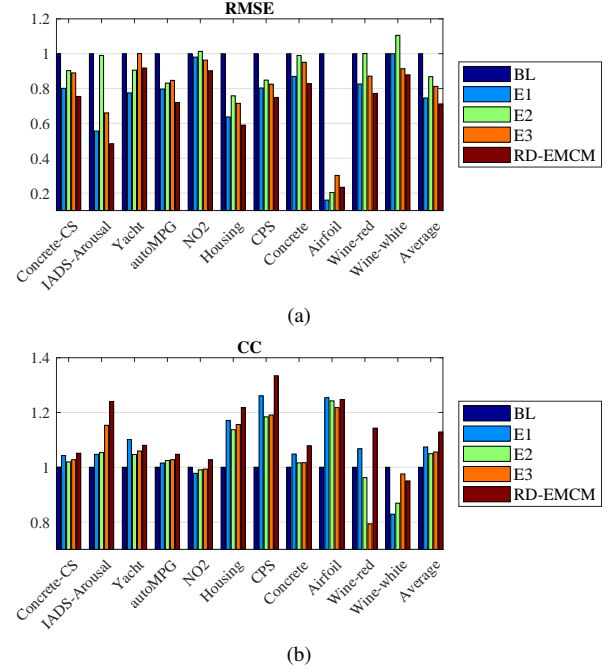 RMSE
1.2
1
0.8
0.6
0.4
0.2
BL
E1
E2
E3
RD-EMCM
Concrete-CS
IADS-Arousal
Yacht
autoMPG
NO2
Housing
CPS
Concrete
Airfoil
Wine-red
Wine-white
Average
(a)
CC
1.4
1.2
1
0.8
BL
E1
E2
E3
RD-EMCM
Concrete-CS
IADS-Arousal
Yacht
autoMPG
NO2
Housing
CPS
Concrete
Airfoil
Wine-red
Wine-white
Average
(b)